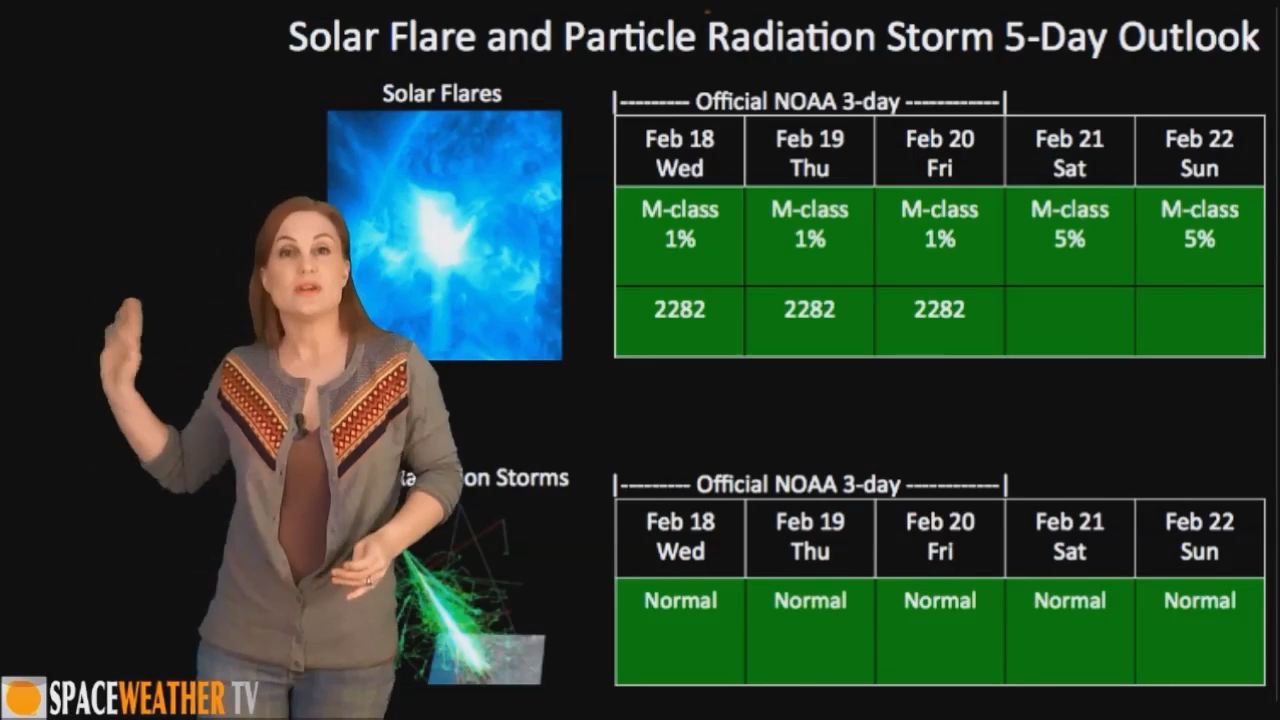 Solar Flare and Particle Radiation Storm 5-Day Outlook
Solar Flares
|--------- Official NOAA 3-day ------------|
Feb 18 Feb 19 Feb 20 Feb 21 Feb 22
Wed Thu Fri Sat Sun
M-class M-class M-class M-class M-class
1% 1% 1% 5% 5%
2282 2282 2282
ion Storms
|--------- Official NOAA 3-day ------------|
Feb 18 Feb 19 Feb 20 Feb 21 Feb 22
Wed Thu Fri Sat Sun
Normal Normal Normal Normal Normal
SPACEWEATHER TV